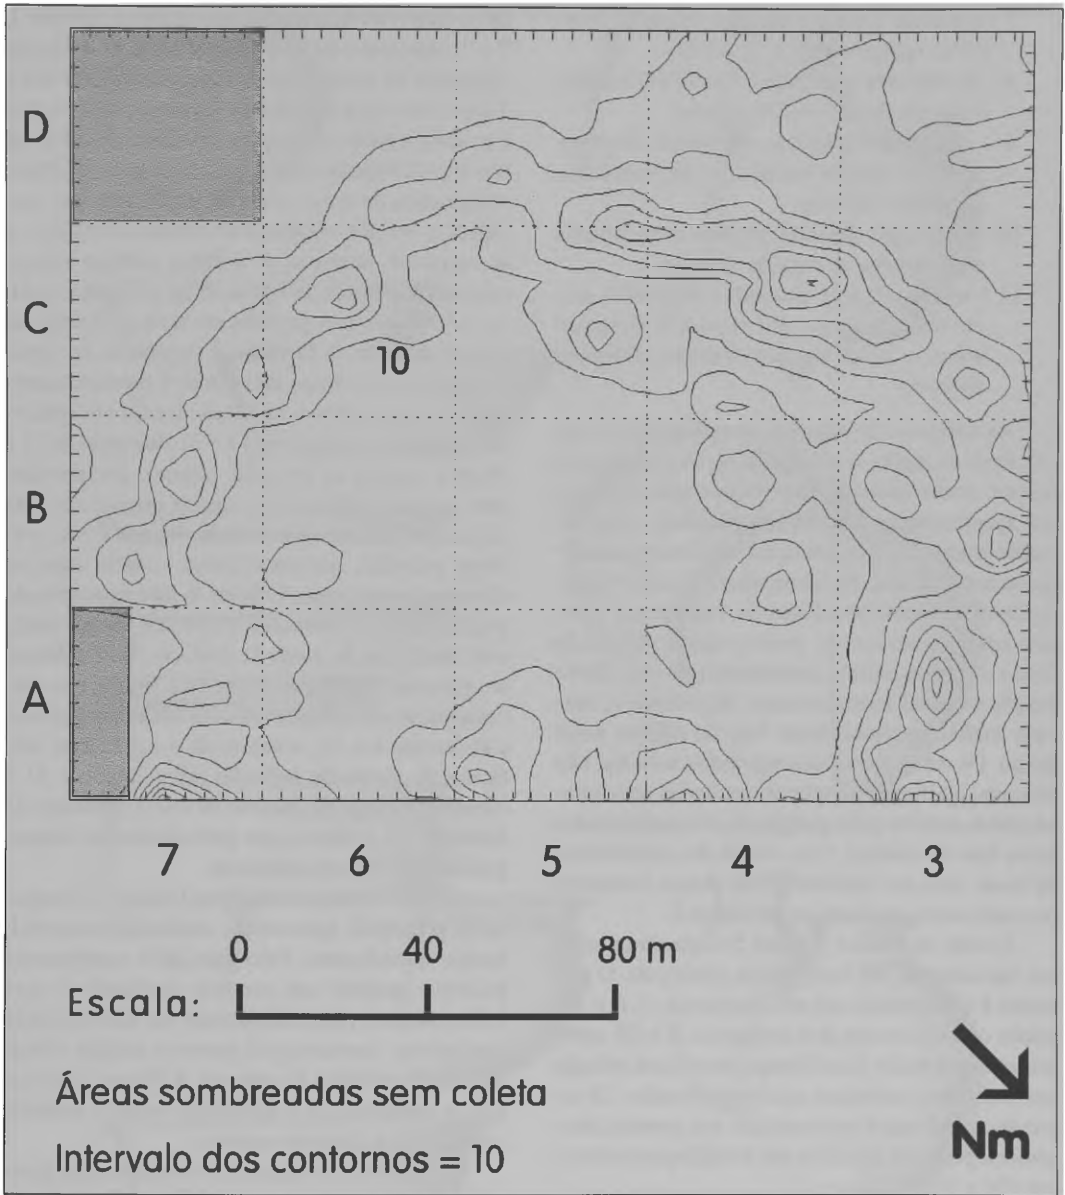 D
C
10
B
A
7 6 5 4 3
0 40 80 m
Escala:
Áreas sombreadas sem coleta
Intervalo dos contornos = 10
Nm